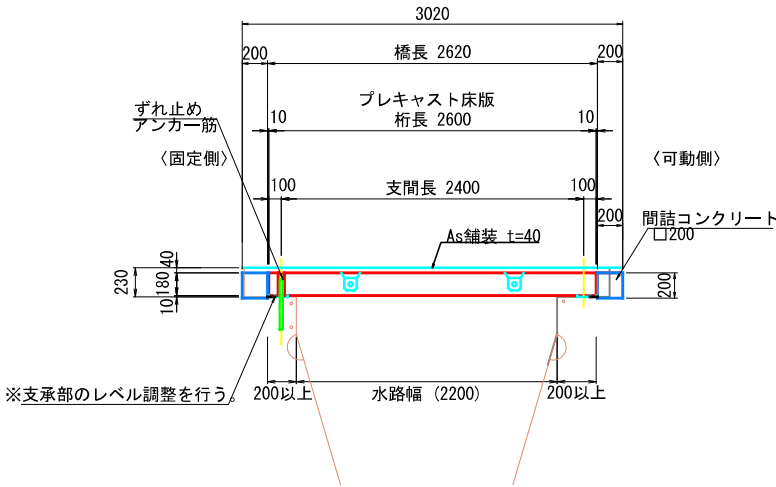 3020
200
橋長 2620
200
プレキャスト床版
10
桁長 2600
10
ずれ止め
アンカー筋
〈固定側〉
〈可動側〉
100
支間長 2400
100
200
間詰コンクリート
□200
As舗装 t=40
40
230
180
10
200
※支承部のレベル調整を行う。
200以上
水路幅 (2200)
200以上